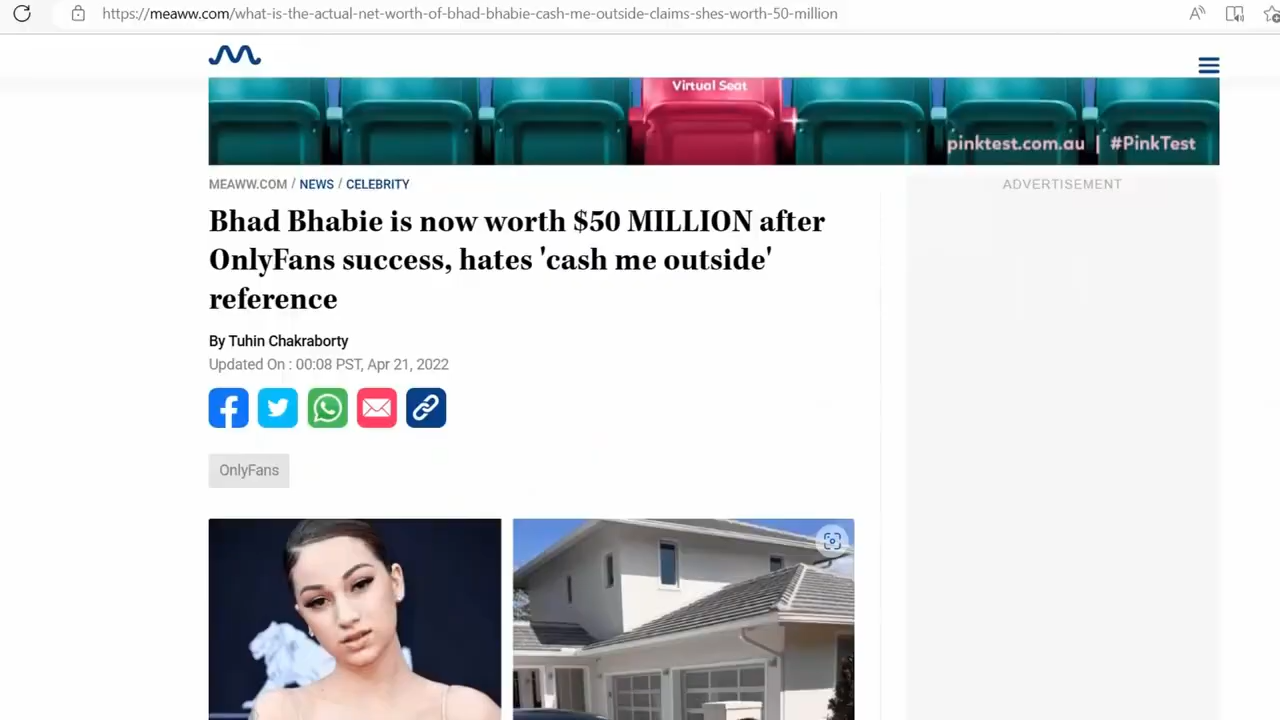 https://meaww.com/what-is-the-actual-net-worth-of-bhad-bhabie-cash-me-outside-claims-shes-worth-50-million
Virtual Seat
pinktest.com.au | #PinkTest
MEAWW.COM / NEWS / CELEBRITY
ADVERTISEMENT
Bhad Bhabie is now worth $50 MILLION after
OnlyFans success, hates 'cash me outside'
reference
By Tuhin Chakraborty
Updated On : 00:08 PST, Apr 21, 2022
OnlyFans